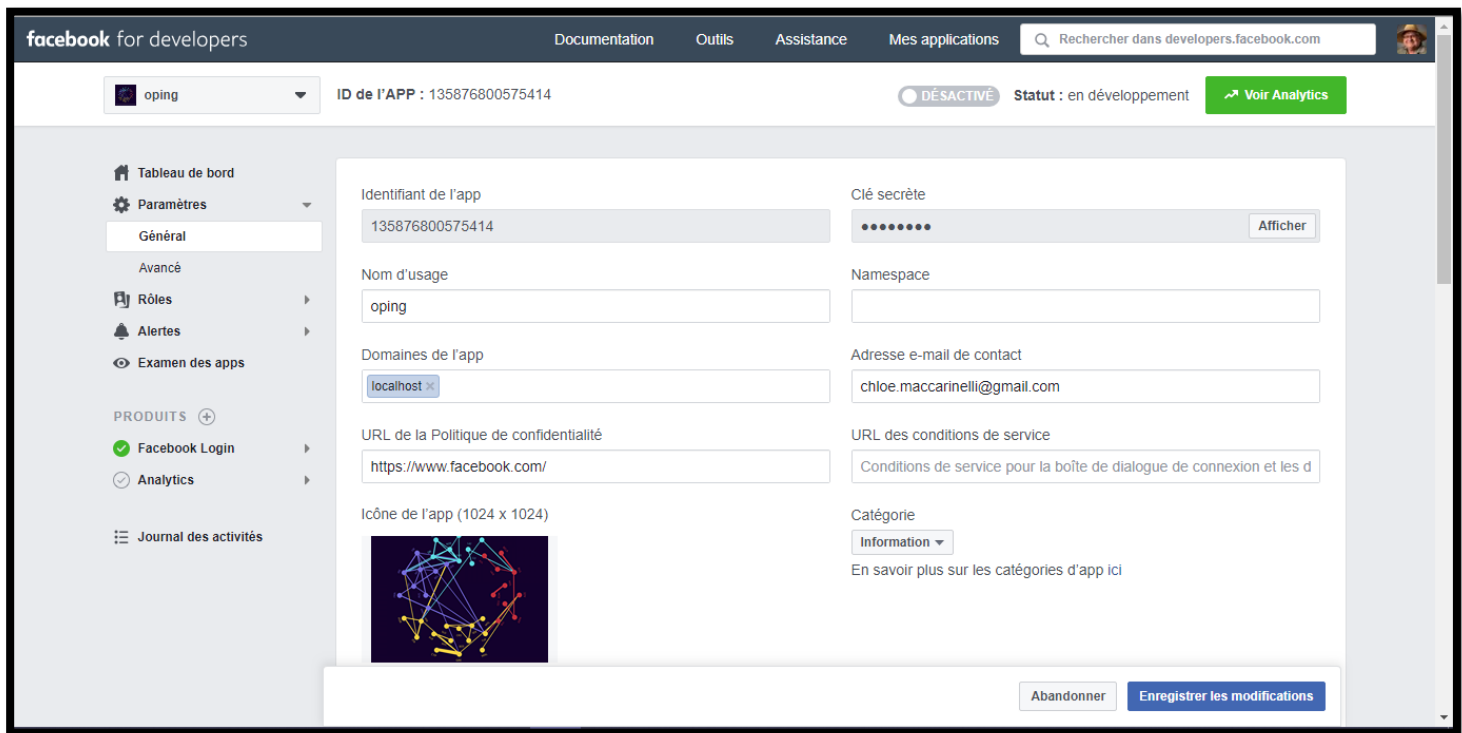 facebook for developers
Documentation Outils Assistance Mes applications Rechercher dans developers.facebook.com
oping ID de l'APP : 135876800575414 DÉSACTIVÉ Statut : en développement Voir Analytics
Tableau de bord
Paramètres
Général
Avancé
Rôles
Alertes
Examen des apps
PRODUITS
Facebook Login
Analytics
Journal des activités
Identifiant de l'app Clé secrète
135876800575414 •••••••• Afficher
Nom d'usage Namespace
oping
Domaines de l'app Adresse e-mail de contact
localhost × chloe.maccarinelli@gmail.com
URL de la Politique de confidentialité URL des conditions de service
https://www.facebook.com/ Conditions de service pour la boîte de dialogue de connexion et les d
Icône de l'app (1024 x 1024) Catégorie
Information
En savoir plus sur les catégories d'app ici
Abandonner Enregistrer les modifications